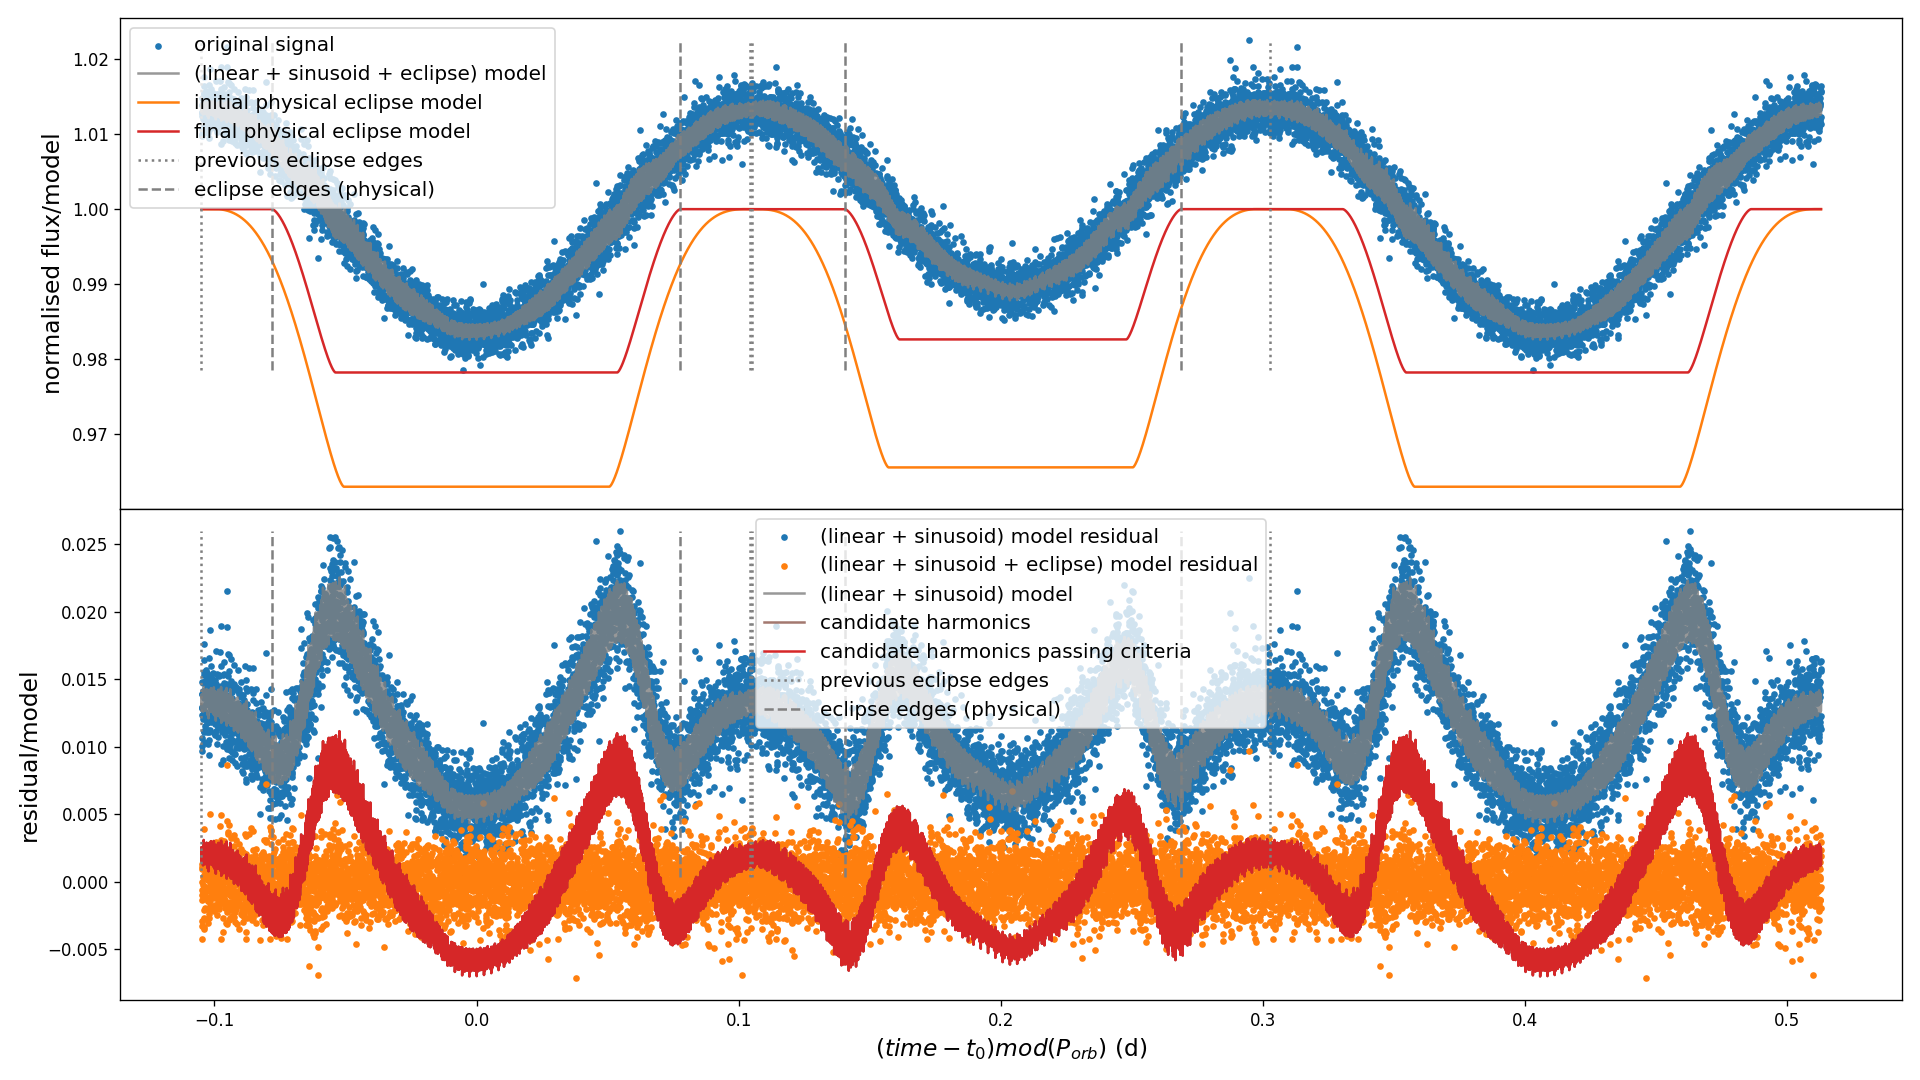 original signal
(linear + sinusoid + eclipse) model
initial physical eclipse model
final physical eclipse model
previous eclipse edges
eclipse edges (physical)
normalised flux/model
1.02
1.01
1.00
0.99
0.98
0.97
(linear + sinusoid) model residual
(linear + sinusoid + eclipse) model residual
(linear + sinusoid) model
candidate harmonics
candidate harmonics passing criteria
previous eclipse edges
eclipse edges (physical)
residual/model
0.025
0.020
0.015
0.010
0.005
0.000
−0.005
−0.1 0.0 0.1 0.2 0.3 0.4 0.5
(time − t₀)mod(Pₒᵣb) (d)